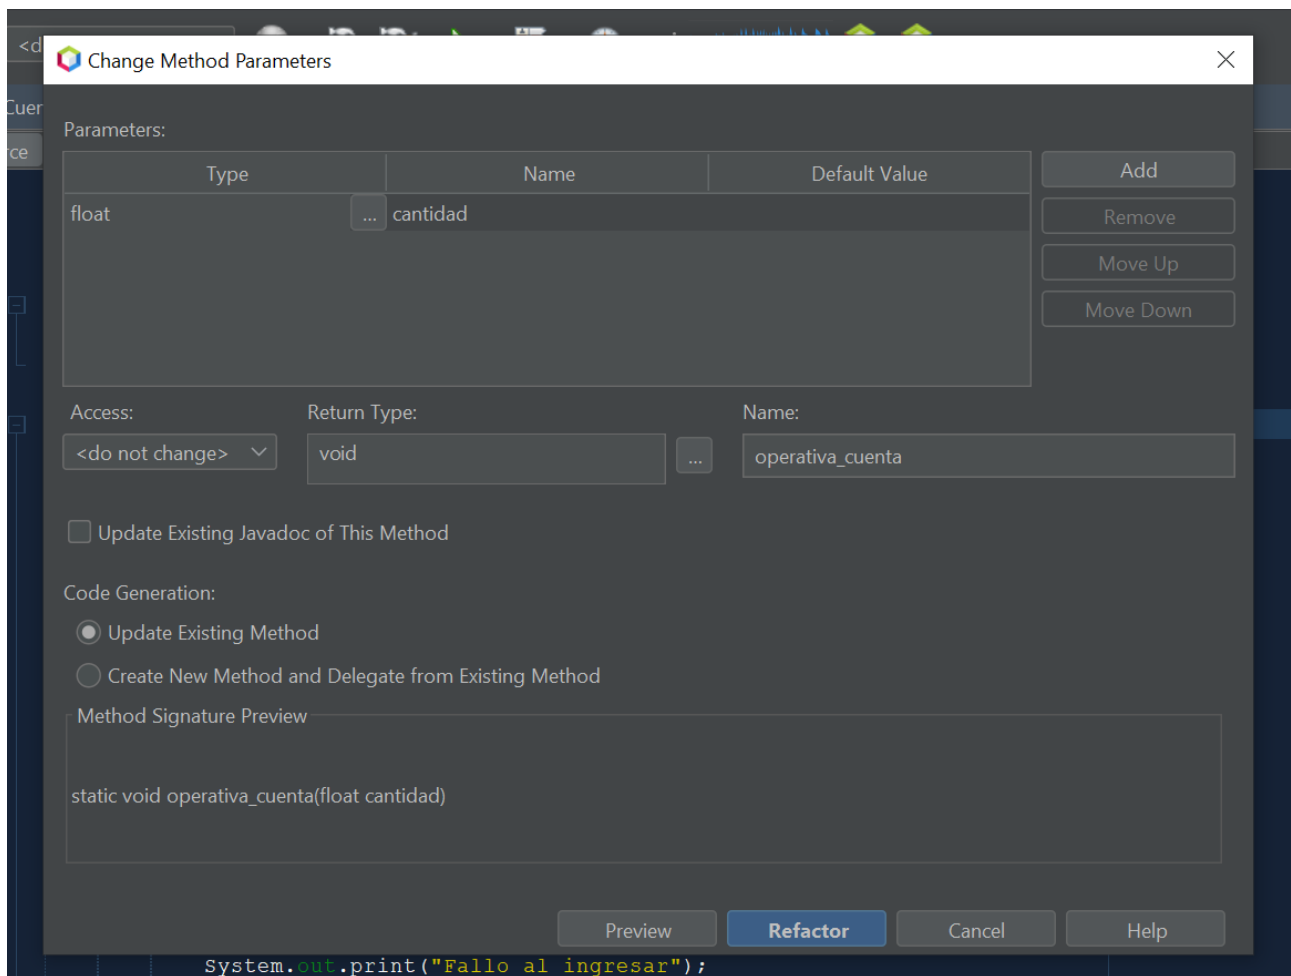 <d
Change Method Parameters
Cuer
rce
Parameters:
Type Name Default Value
float ... cantidad
Add
Remove
Move Up
Move Down
Access: Return Type: Name:
<do not change> void ... operativa_cuenta
Update Existing Javadoc of This Method
Code Generation:
Update Existing Method
Create New Method and Delegate from Existing Method
Method Signature Preview
static void operativa_cuenta(float cantidad)
Preview Refactor Cancel Help
System.out.print("Fallo al ingresar");